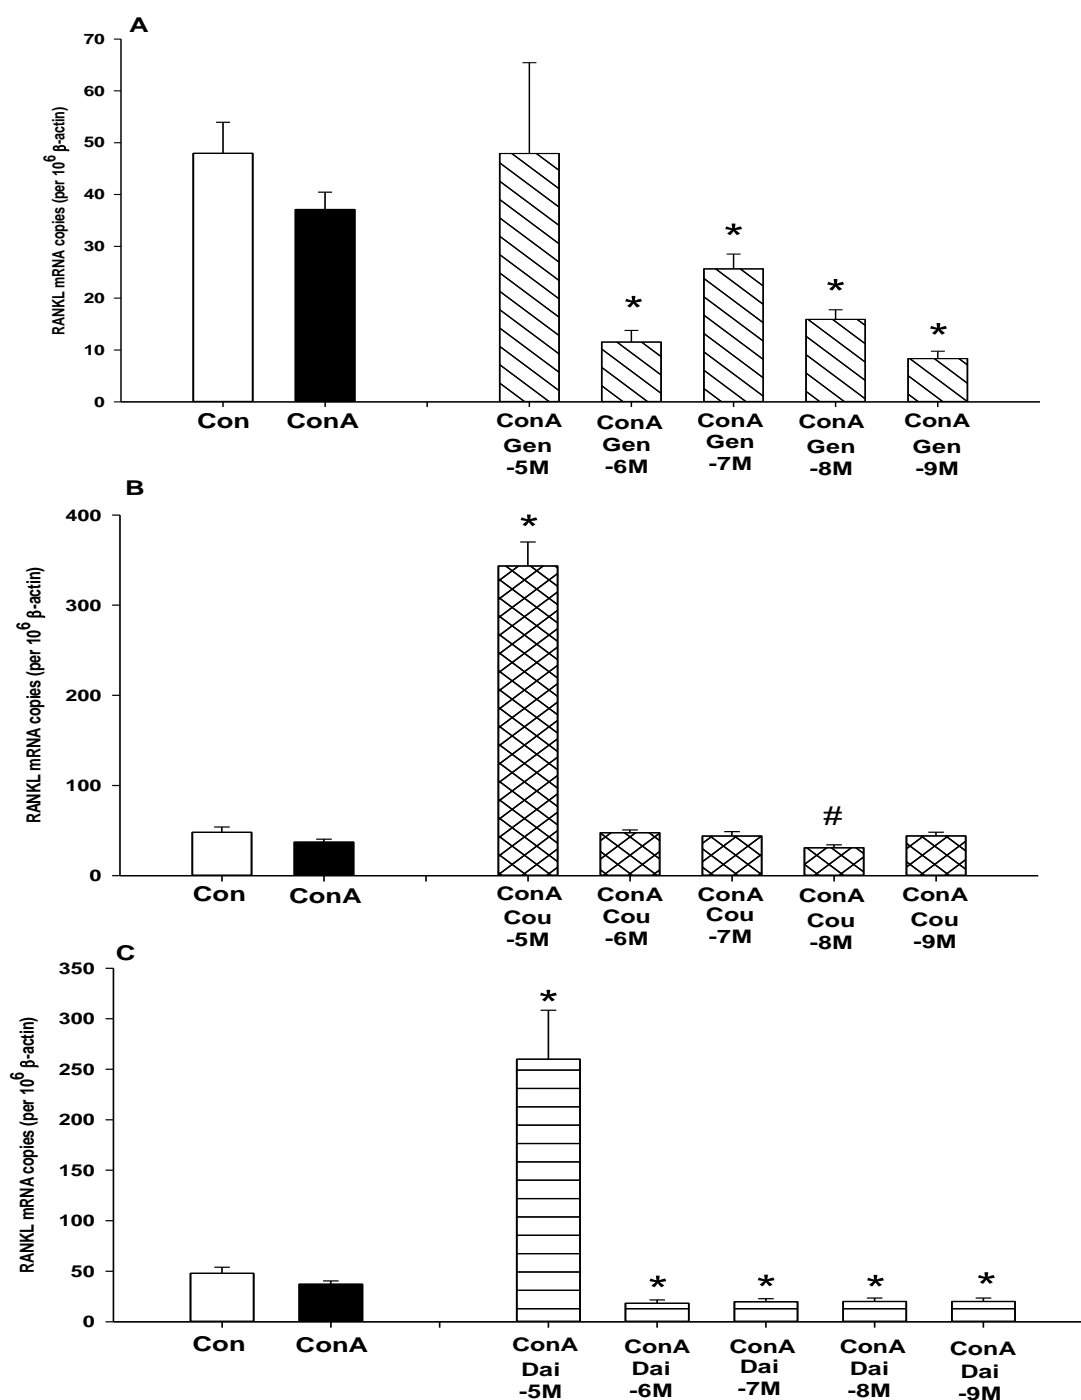 A
RANKL mRNA copies (per 10^6 β-actin)
70
60
50
40
30
20
10
0
*
*
*
*
Con
ConA
ConA
Gen
-5M
ConA
Gen
-6M
ConA
Gen
-7M
ConA
Gen
-8M
ConA
Gen
-9M
B
RANKL mRNA copies (per 10^6 β-actin)
400
300
200
100
0
*
#
Con
ConA
ConA
Cou
-5M
ConA
Cou
-6M
ConA
Cou
-7M
ConA
Cou
-8M
ConA
Cou
-9M
C
RANKL mRNA copies (per 10^6 β-actin)
350
300
250
200
150
100
50
0
*
*
*
*
*
Con
ConA
ConA
Dai
-5M
ConA
Dai
-6M
ConA
Dai
-7M
ConA
Dai
-8M
ConA
Dai
-9M